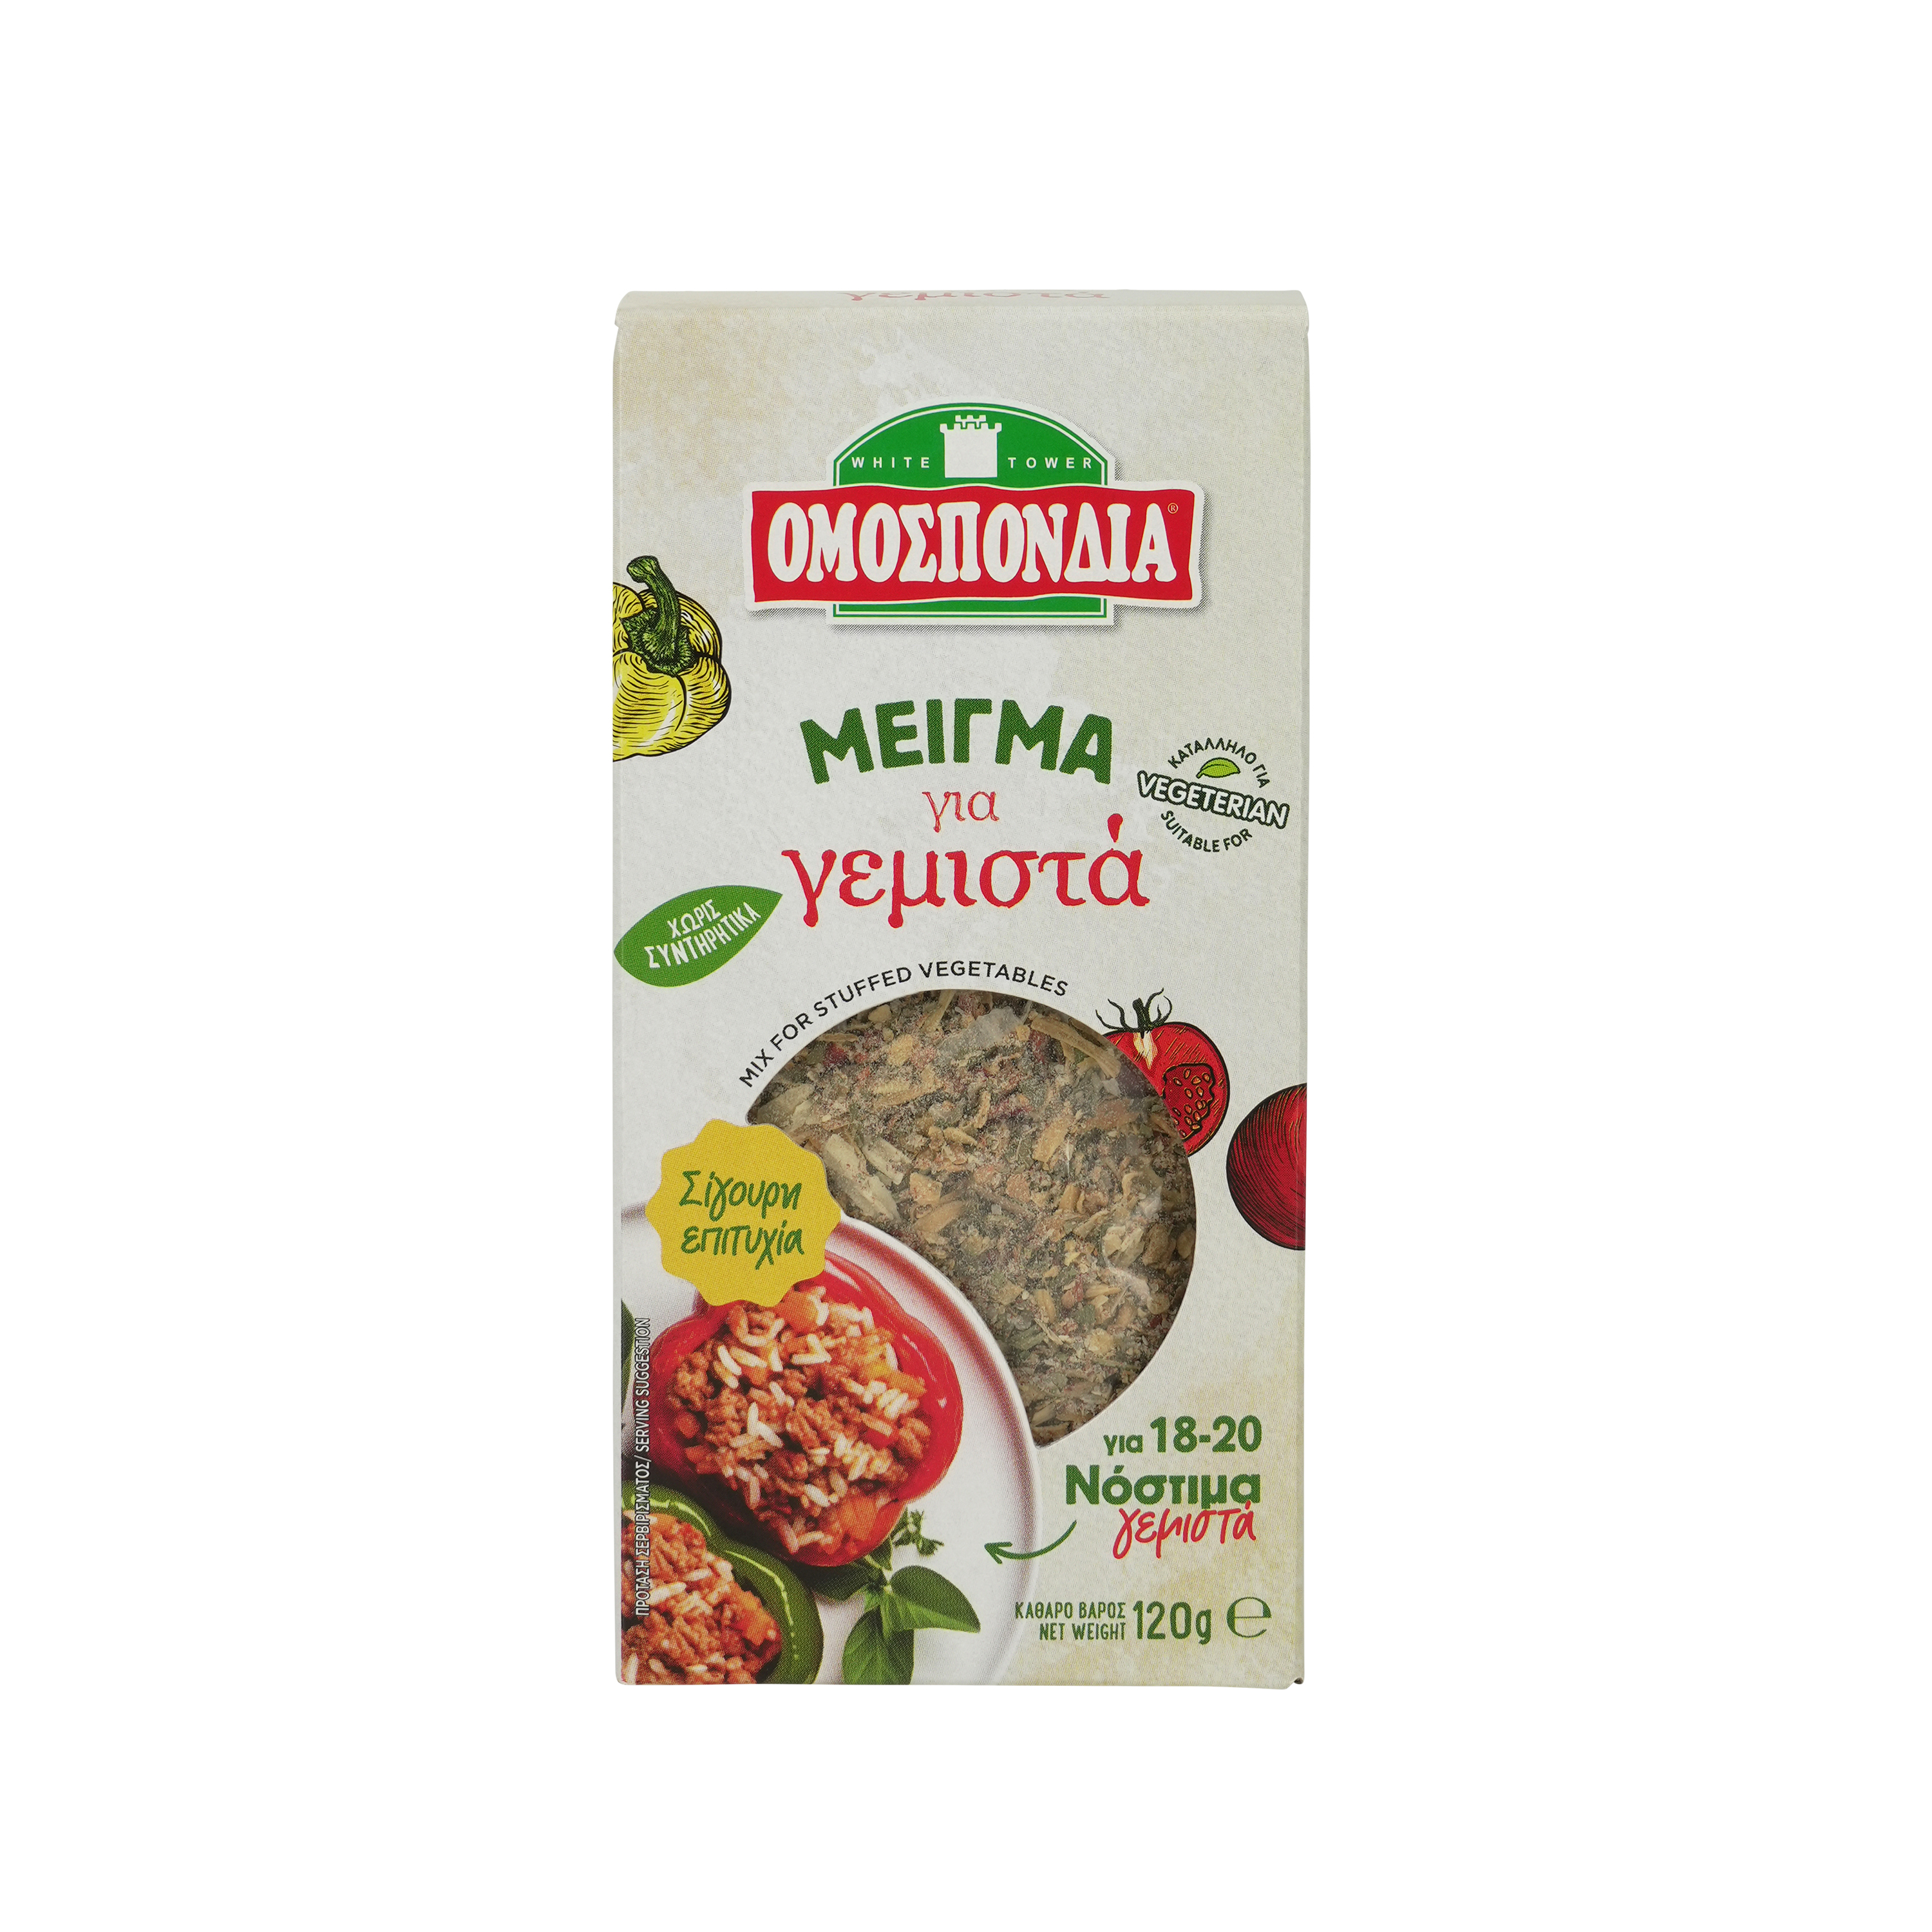 γεμιστά
WHITE TOWER
ΟΜΟΣΠΟΝΔΙΑ®
ΜΕΙΓΜΑ
για
γεμιστά
ΚΑΤΑΛΛΗΛΟ ΓΙΑ
VEGETERIAN
SUITABLE FOR
ΧΩΡΙΣ
ΣΥΝΤΗΡΗΤΙΚΑ
MIX FOR STUFFED VEGETABLES
Σίγουρη
επιτυχία
ΠΡΟΤΑΣΗ ΣΕΡΒΙΡΙΣΜΑΤΟΣ/ SERVING SUGGESTION
για 18-20
Νόστιμα
γεμιστά
ΚΑΘΑΡΟ ΒΑΡΟΣ
NET WEIGHT 120g ℮